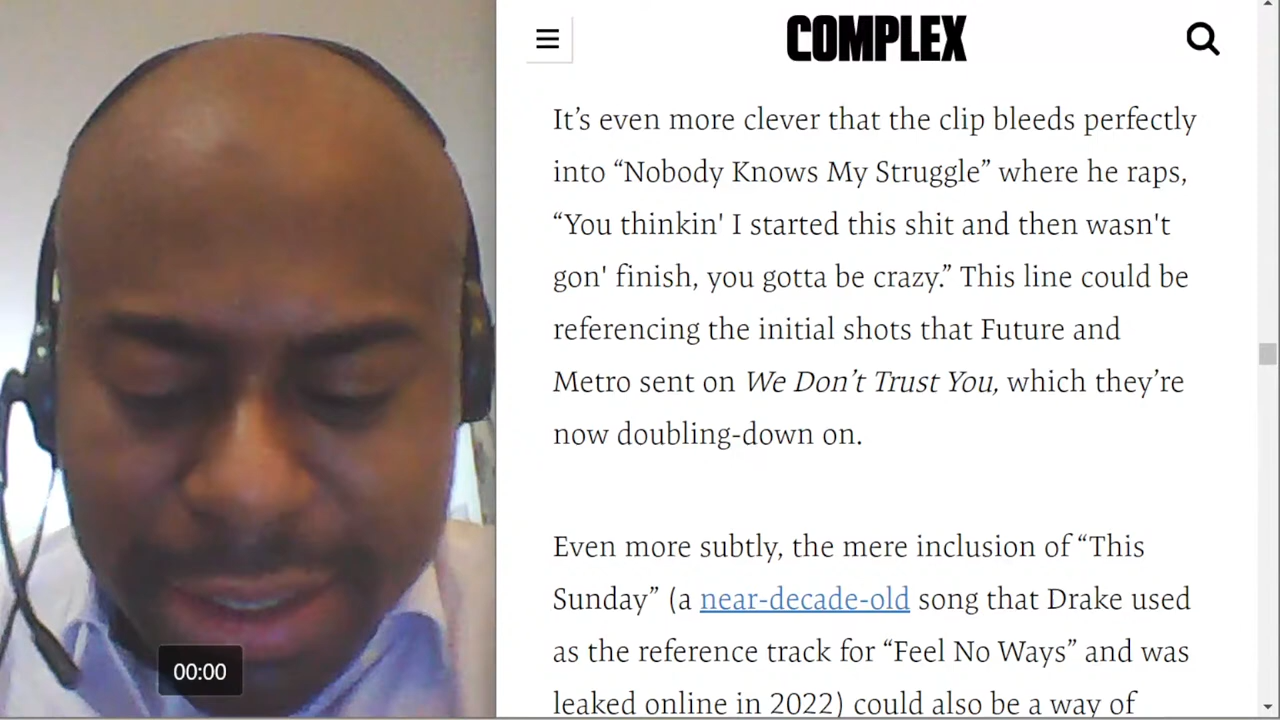 COMPLEX
It’s even more clever that the clip bleeds perfectly
into “Nobody Knows My Struggle” where he raps,
“You thinkin' I started this shit and then wasn't
gon' finish, you gotta be crazy.” This line could be
referencing the initial shots that Future and
Metro sent on We Don’t Trust You, which they’re
now doubling-down on.
Even more subtly, the mere inclusion of “This
Sunday” (a near-decade-old song that Drake used
as the reference track for “Feel No Ways” and was
leaked online in 2022) could also be a way of
00:00